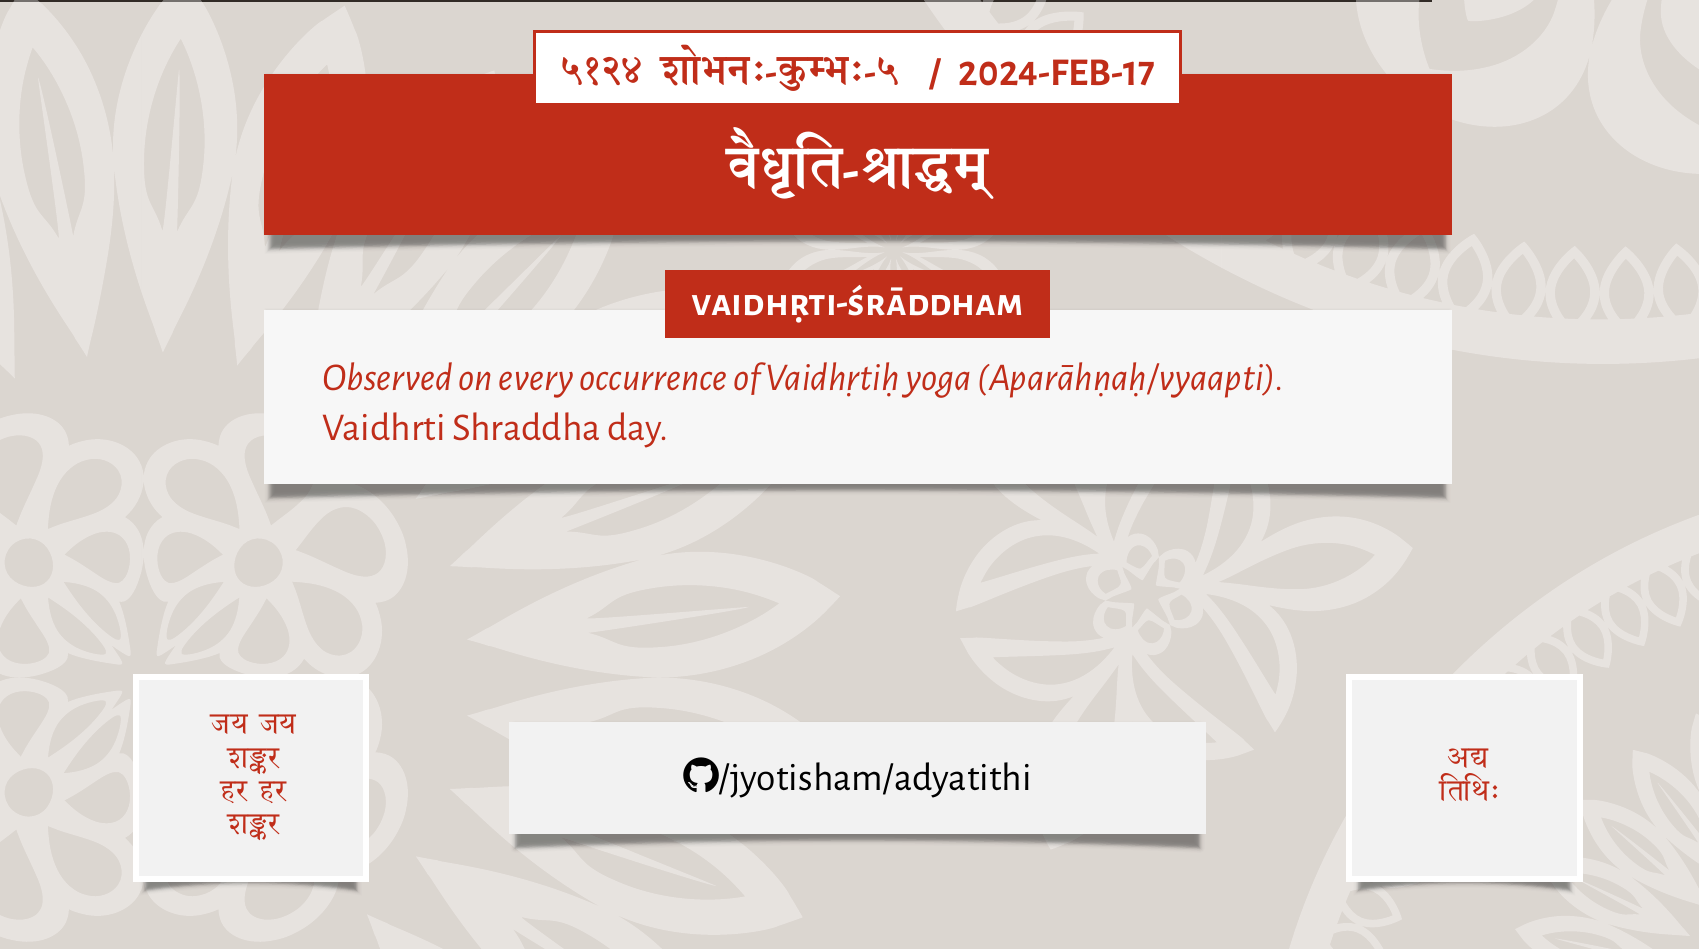 ५१२४ शोभनः-कुम्भः-५ / 2024-FEB-17
वैधृति-श्राद्धम्
VAIDHṚTI-ŚRĀDDHAM
Observed on every occurrence of Vaidhṛtiḥ yoga (Aparāhṇaḥ/vyaapti).
Vaidhrti Shraddha day.
जय जय
शङ्कर
हर हर
शङ्कर
/jyotisham/adyatithi
अद्य
तिथिः